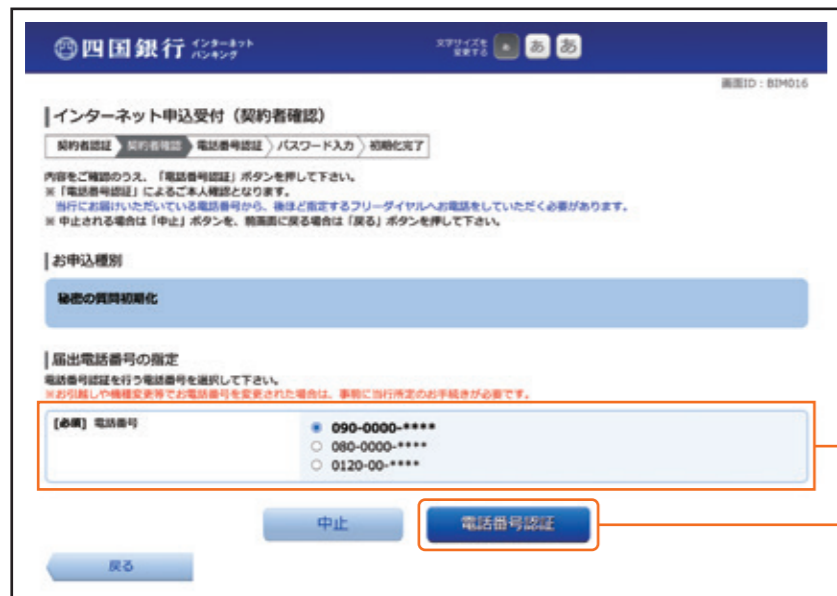 四国銀行 インターネットバンキング
文字サイズを変更する あ あ
画面ID:BIM016
インターネット申込受付(契約者確認)
契約者認証 契約者確認 電話番号認証 パスワード入力 初期化完了
内容をご確認のうえ、「電話番号認証」ボタンを押して下さい。
※「電話番号認証」によるご本人確認となります。
当行にお届けいただいている電話番号から、後ほど指定するフリーダイヤルへお電話をしていただく必要があります。
※ 中止される場合は「中止」ボタンを、前画面に戻る場合は「戻る」ボタンを押して下さい。
お申込種別
秘密の質問初期化
届出電話番号の指定
電話番号認証を行う電話番号を選択して下さい。
※お引越しや機種変更等でお電話番号を変更された場合は、事前に当行所定のお手続きが必要です。
[必須] 電話番号
090-0000-****
080-0000-****
0120-00-****
中止
電話番号認証
戻る